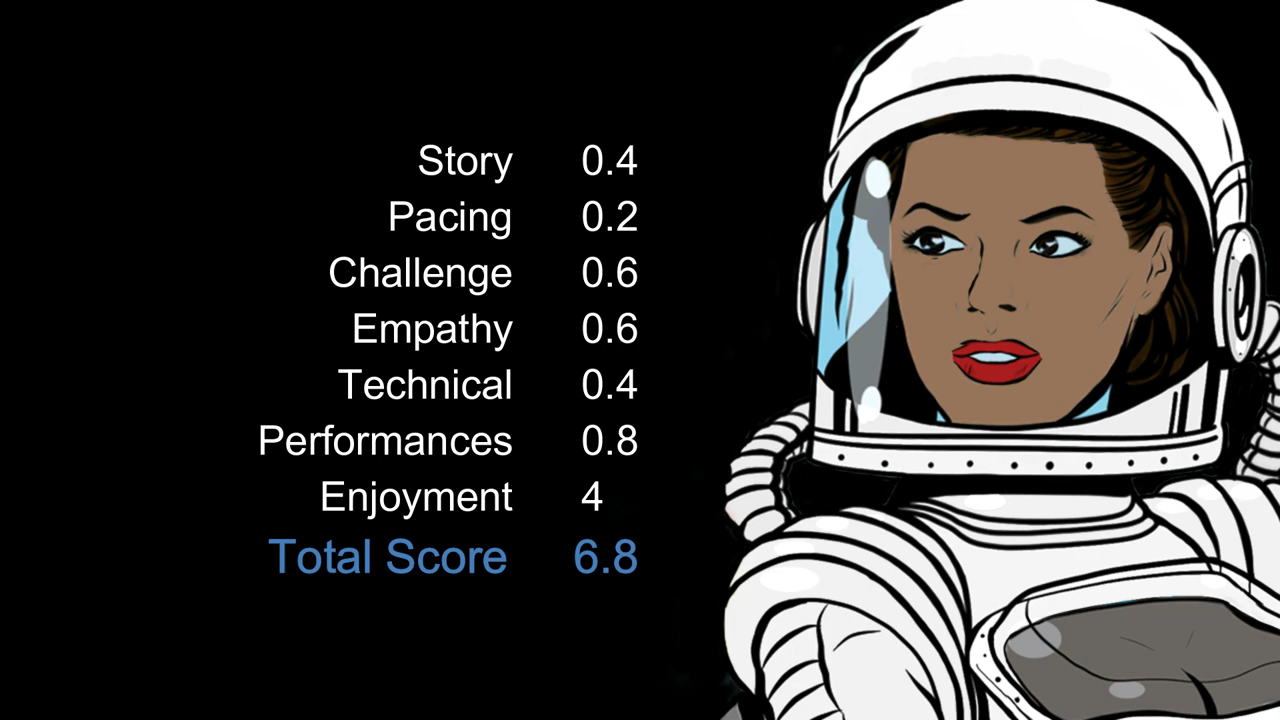 Story 0.4
Pacing 0.2
Challenge 0.6
Empathy 0.6
Technical 0.4
Performances 0.8
Enjoyment 4
Total Score 6.8